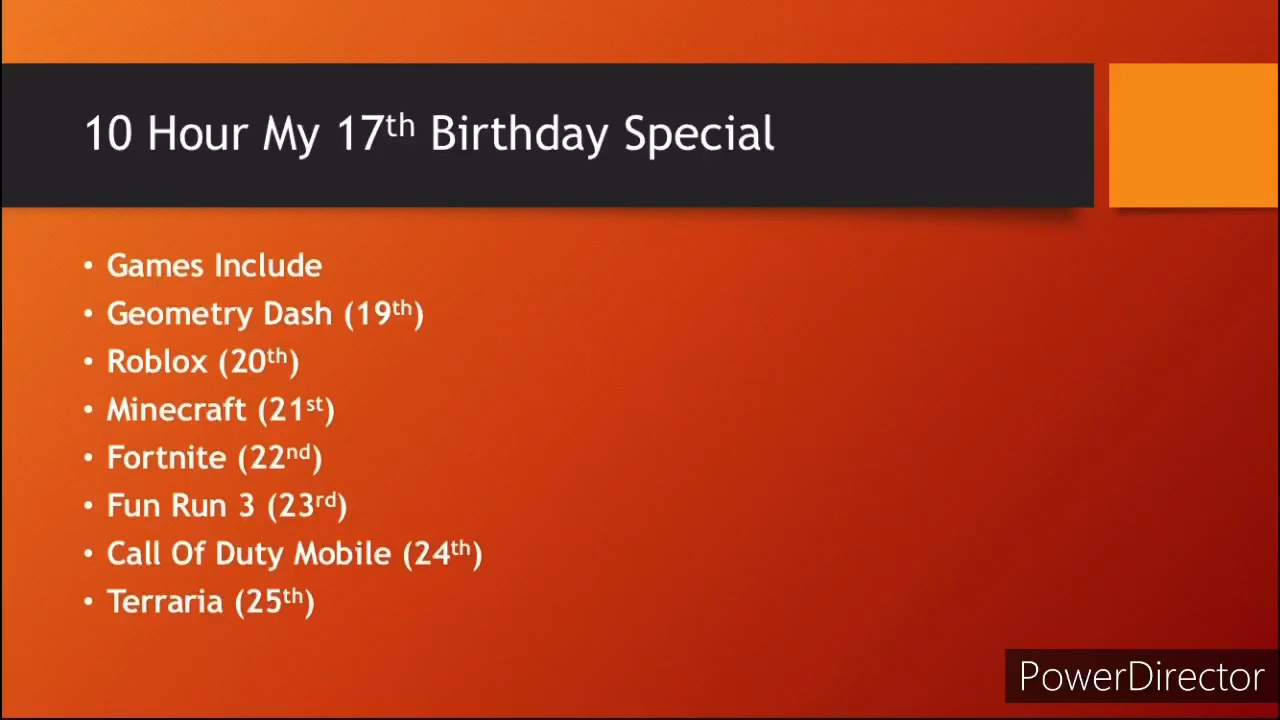 10 Hour My 17th Birthday Special
• Games Include
• Geometry Dash (19th)
• Roblox (20th)
• Minecraft (21st)
• Fortnite (22nd)
• Fun Run 3 (23rd)
• Call Of Duty Mobile (24th)
• Terraria (25th)
PowerDirector